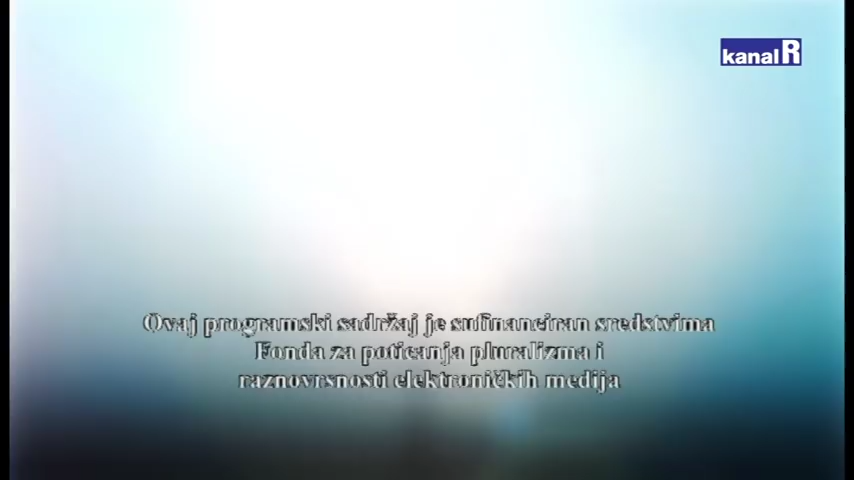 kanal R
Ovaj programski sadržaj je sufinanciran sredstvima
Fonda za poticanja pluralizma i
raznovrsnosti elektroničkih medija